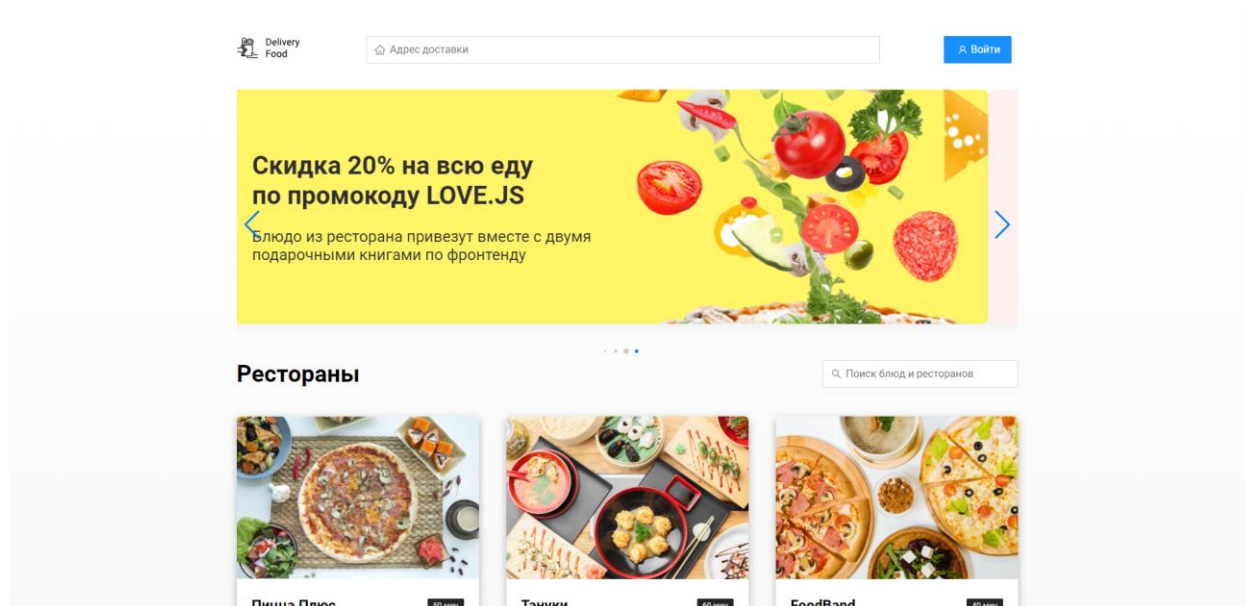 Delivery
Food
Адрес доставки
Войти
Скидка 20% на всю еду
по промокоду LOVE.JS
Блюдо из ресторана привезут вместе с двумя
подарочными книгами по фронтенду
Рестораны
Поиск блюд и ресторанов
Пицца Плюс
50 мин
Тануки
60 мин
FoodBand
40 мин